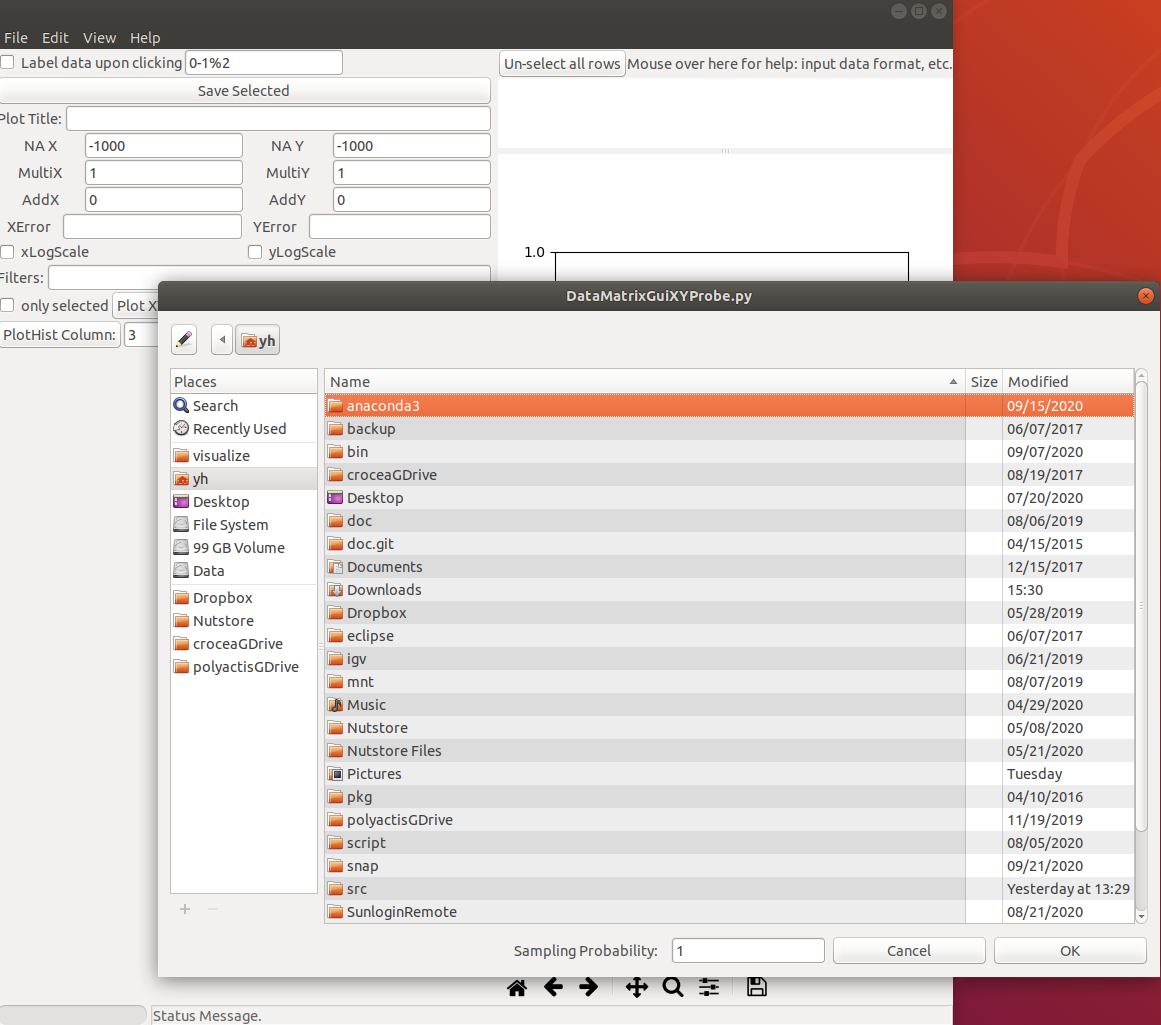 File Edit View Help
Label data upon clicking 0-1%2
Un-select all rows Mouse over here for help: input data format, etc.
Save Selected
Plot Title:
NA X -1000 NA Y -1000
MultiX 1 MultiY 1
AddX 0 AddY 0
XError YError
xLogScale yLogScale
1.0
Filters:
only selected Plot X
PlotHist Column: 3
DataMatrixGuiXYProbe.py
yh
Places
Search
Recently Used
visualize
yh
Desktop
File System
99 GB Volume
Data
Dropbox
Nutstore
croceaGDrive
polyactisGDrive
Name Size Modified
anaconda3 09/15/2020
backup 06/07/2017
bin 09/07/2020
croceaGDrive 08/19/2017
Desktop 07/20/2020
doc 08/06/2019
doc.git 04/15/2015
Documents 12/15/2017
Downloads 15:30
Dropbox 05/28/2019
eclipse 06/07/2017
igv 06/21/2019
mnt 08/07/2019
Music 04/29/2020
Nutstore 05/08/2020
Nutstore Files 05/21/2020
Pictures Tuesday
pkg 04/10/2016
polyactisGDrive 11/19/2019
script 08/05/2020
snap 09/21/2020
src Yesterday at 13:29
SunloginRemote 08/21/2020
Sampling Probability: 1 Cancel OK
Status Message.